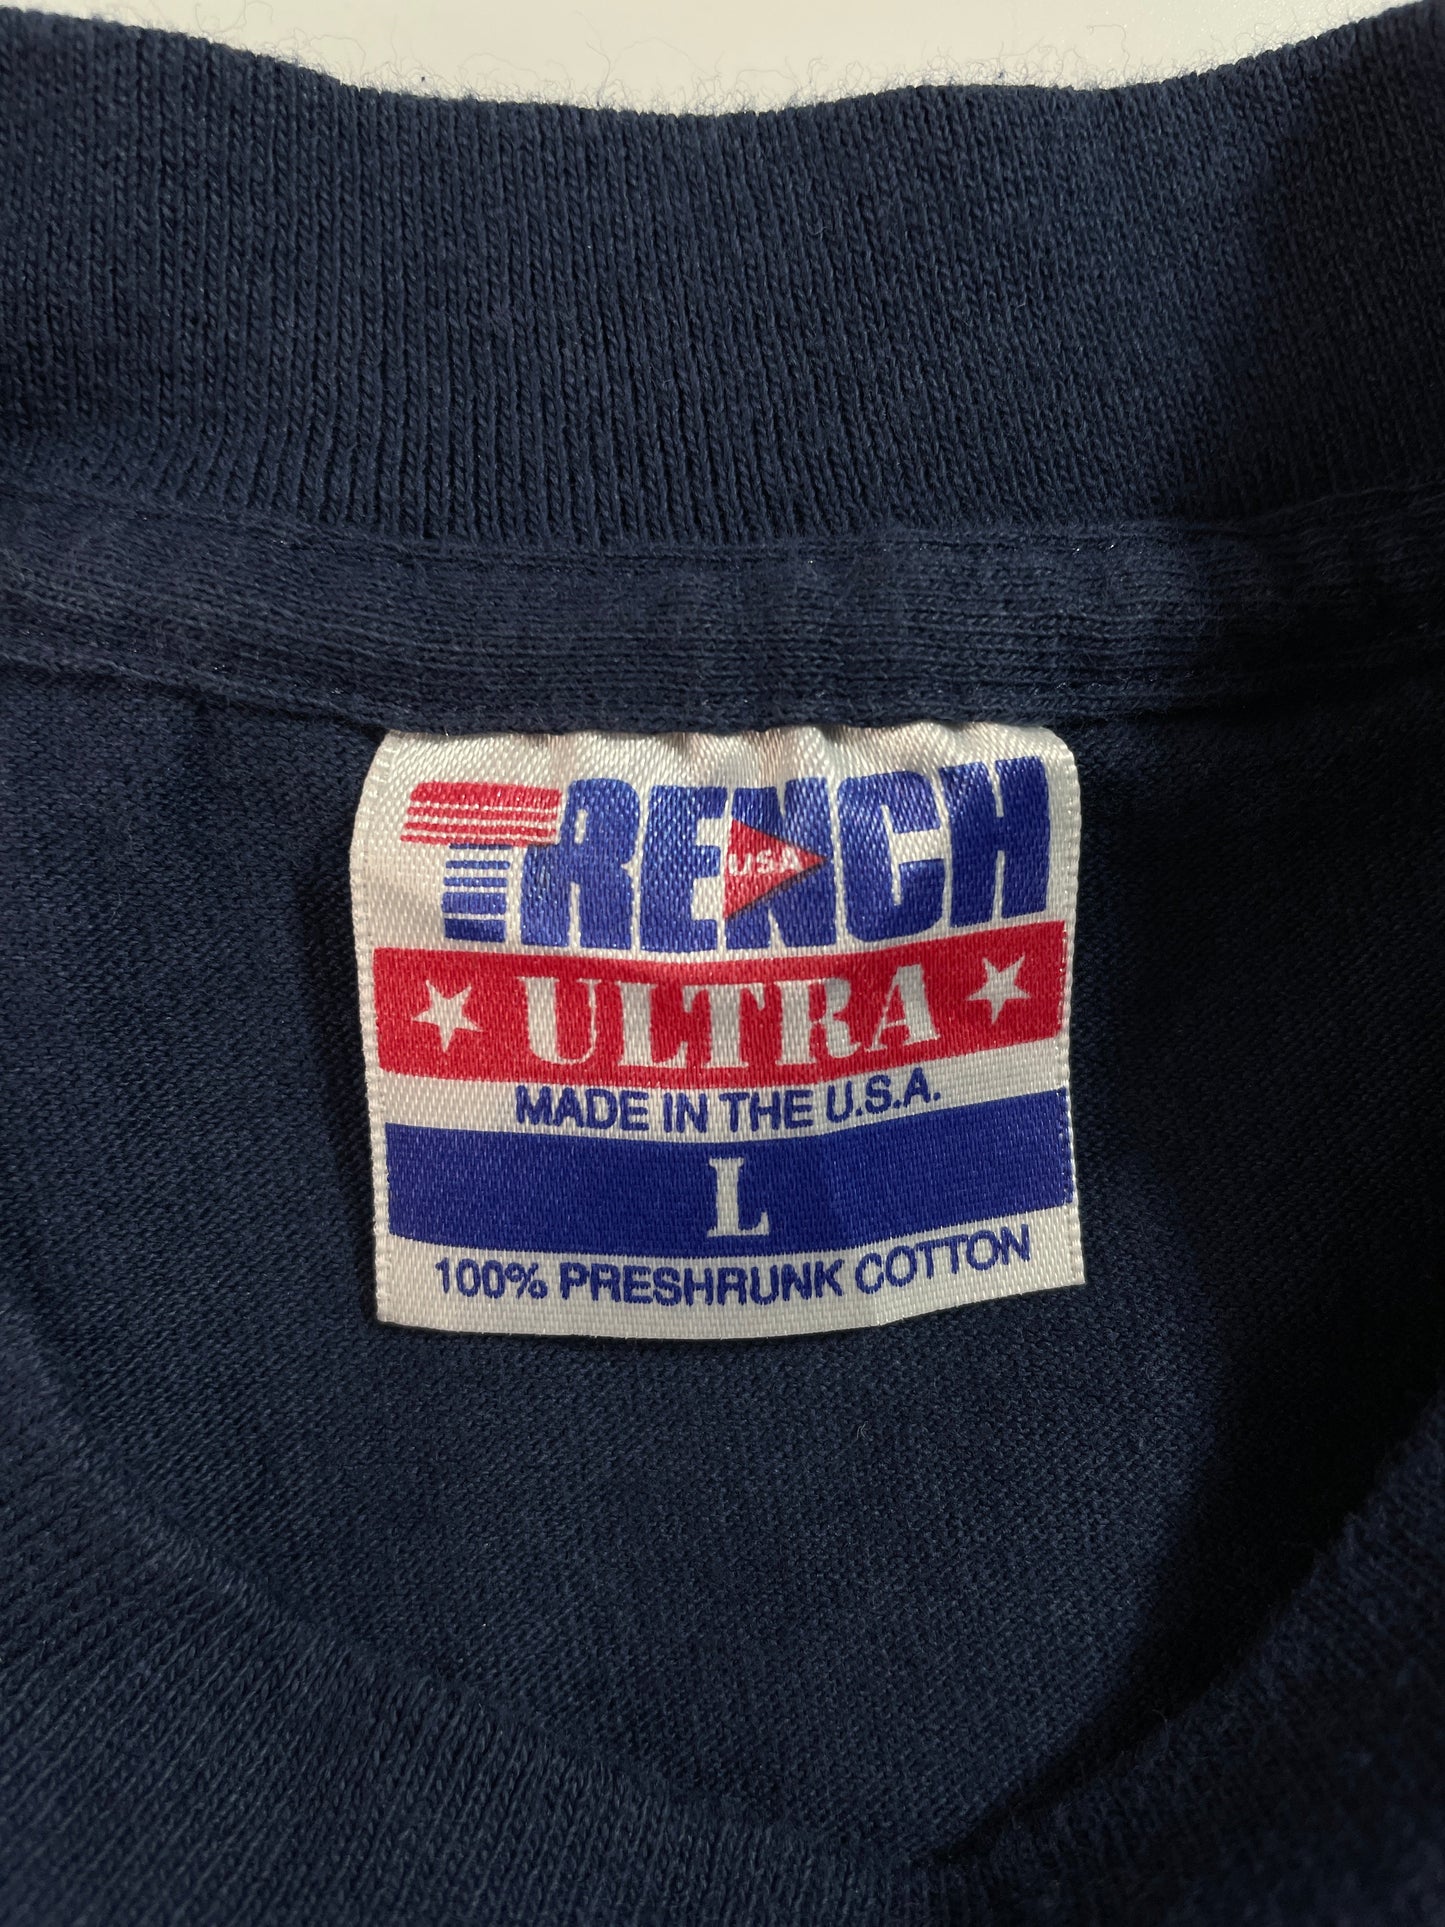 TRENCH
USA
ULTRA
MADE IN THE U.S.A.
L
100% PRESHRUNK COTTON